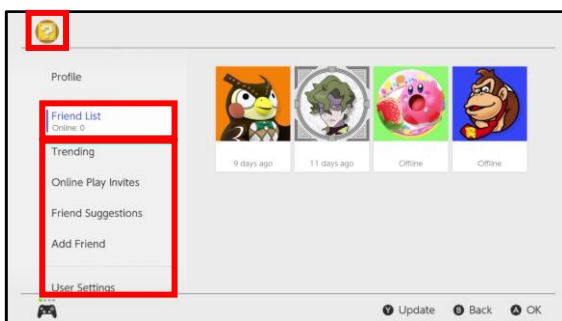 Profile
Friend List
Online: 0
Trending
Online Play Invites
Friend Suggestions
Add Friend
User Settings
9 days ago
11 days ago
Offline
Offline
Y Update
B Back
A OK